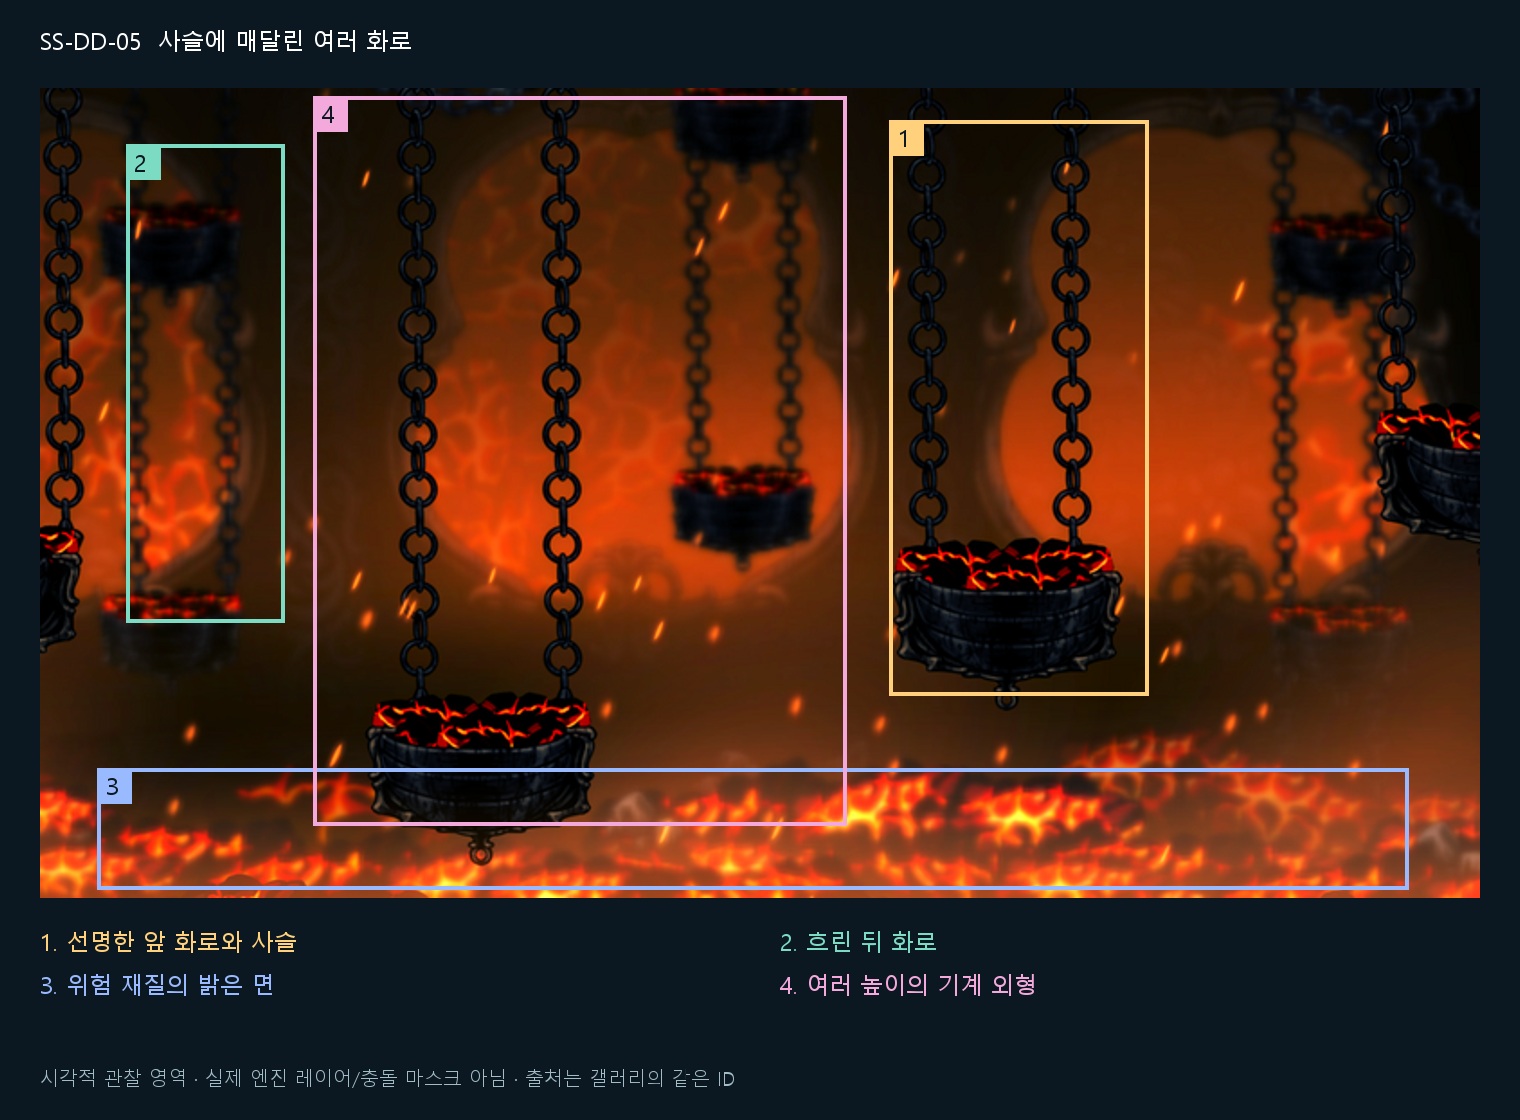 SS-DD-05 사슬에 매달린 여러 화로
4
1
2
3
1. 선명한 앞 화로와 사슬
2. 흐린 뒤 화로
3. 위험 재질의 밝은 면
4. 여러 높이의 기계 외형
시각적 관찰 영역 · 실제 엔진 레이어/충돌 마스크 아님 · 출처는 갤러리의 같은 ID